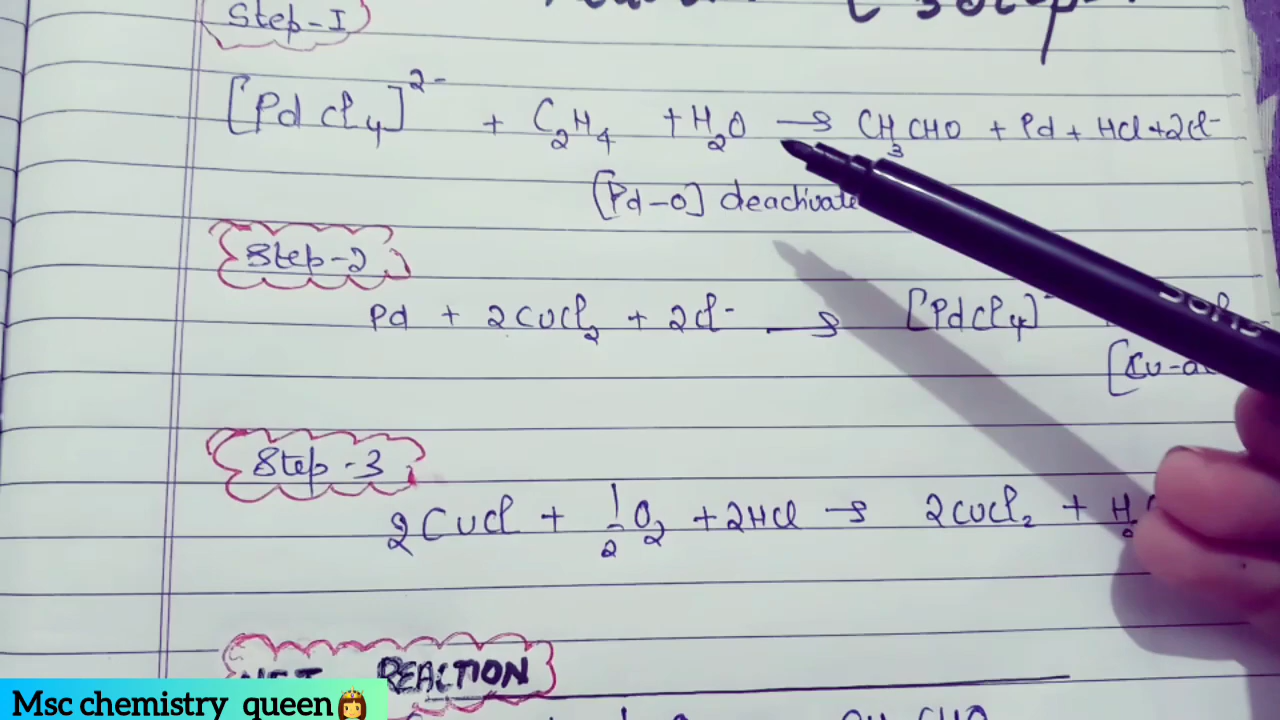 Step-I
[PdCl₄]²⁻ + C₂H₄ + H₂O → CH₃CHO + Pd + HCl + 2Cl⁻
[Pd-0] deactivate
Step-2
Pd + 2CuCl₂ + 2Cl⁻ → [PdCl₄]
Step-3
2CuCl + 1/2 O₂ + 2HCl → 2CuCl₂ +
REACTION
Msc chemistry queen👸